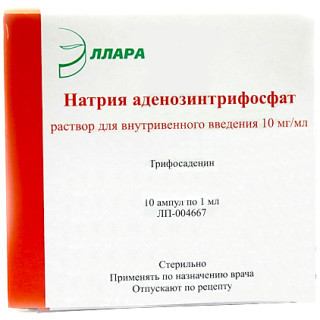 ЭЛЛАРА
Натрия аденозинтрифосфат
раствор для внутривенного введения 10 мг/мл
Трифосаденин
10 ампул по 1 мл
ЛП-004667
Стерильно
Применять по назначению врача
Отпускают по рецепту